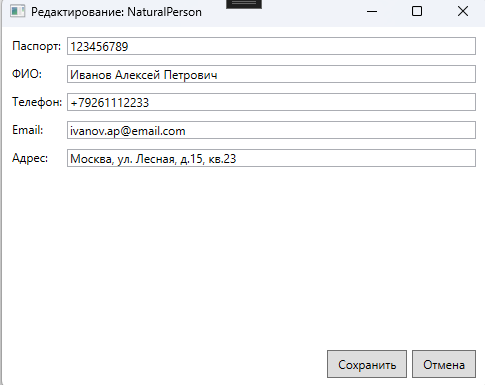 Редактирование: NaturalPerson
Паспорт: 123456789
ФИО: Иванов Алексей Петрович
Телефон: +79261112233
Email: ivanov.ap@email.com
Адрес: Москва, ул. Лесная, д.15, кв.23
Сохранить Отмена